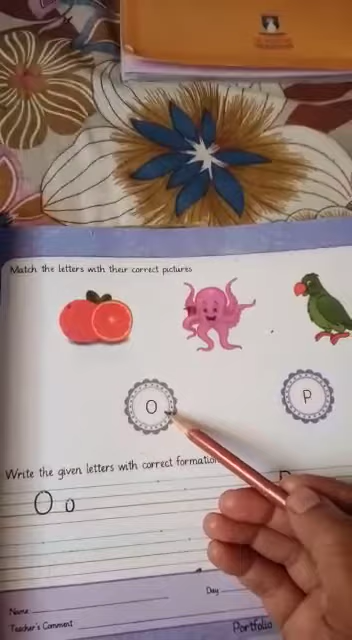 Match the letters with their correct pictures
O P
Write the given letters with correct formation
O o
Name
Day
Teacher's Comment
Portfolio